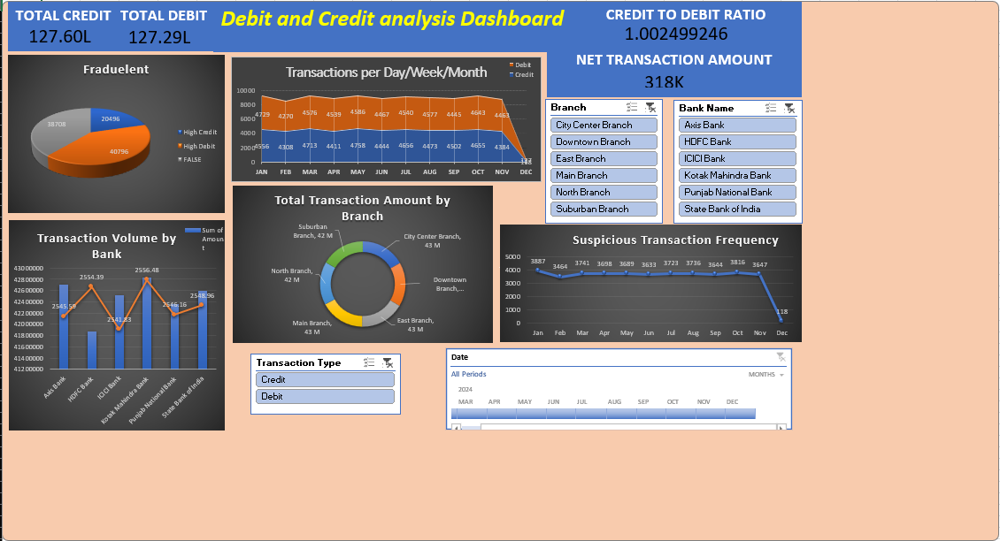 TOTAL CREDIT
127.60L
TOTAL DEBIT
127.29L
Debit and Credit analysis Dashboard
CREDIT TO DEBIT RATIO
1.002499246
NET TRANSACTION AMOUNT
318K
Fraduelent
38708
20496
40796
High Credit
High Debit
FALSE
Transactions per Day/Week/Month
Debit
Credit
10000
8000
6000
4000
2000
0
4729 4270 4576 4539 4586 4467 4540 4577 4445 4643 4463
4556 4308 4713 4411 4758 4444 4656 4473 4502 4655 4384
JAN FEB MAR APR MAY JUN JUL AUG SEP OCT NOV DEC
Branch
City Center Branch
Downtown Branch
East Branch
Main Branch
North Branch
Suburban Branch
Bank Name
Axis Bank
HDFC Bank
ICICI Bank
Kotak Mahindra Bank
Punjab National Bank
State Bank of India
Transaction Volume by
Bank
Sum of
Amoun
t
43000000
42800000
42600000
42400000
42200000
42000000
41800000
41600000
41400000
41200000
2545.59
2554.39
2541.83
2556.48
2546.16
2548.96
Axis Bank
HDFC Bank
ICICI Bank
Kotak Mahindra Bank
Punjab National Bank
State Bank of India
Total Transaction Amount by
Branch
Suburban
Branch, 42 M
City Center Branch,
43 M
North Branch,
42 M
Downtown
Branch,...
Main Branch,
43 M
East Branch,
43 M
Suspicious Transaction Frequency
5000
4000
3000
2000
1000
0
3887 3464 3741 3698 3689 3633 3723 3736 3644 3816 3647 118
Jan Feb Mar Apr May Jun Jul Aug Sep Oct Nov Dec
Transaction Type
Credit
Debit
Date
All Periods
MONTHS
2024
MAR APR MAY JUN JUL AUG SEP OCT NOV DEC